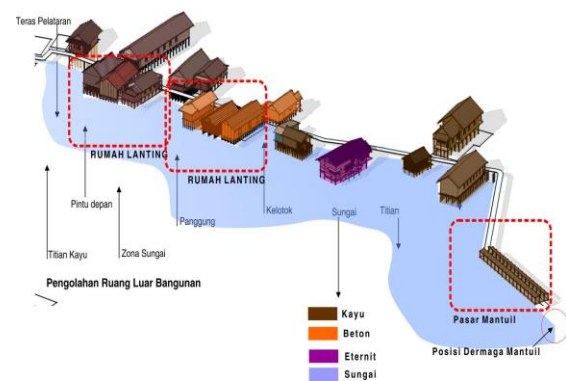 Teras Pelataran
RUMAH LANTING
RUMAH LANTING
Pintu depan
Panggung
Kelotok
Sungai
Titian
Titian Kayu
Zona Sungai
Pengolahan Ruang Luar Bangunan
Kayu
Beton
Eternit
Sungai
Pasar Mantuil
Posisi Dermaga Mantuil